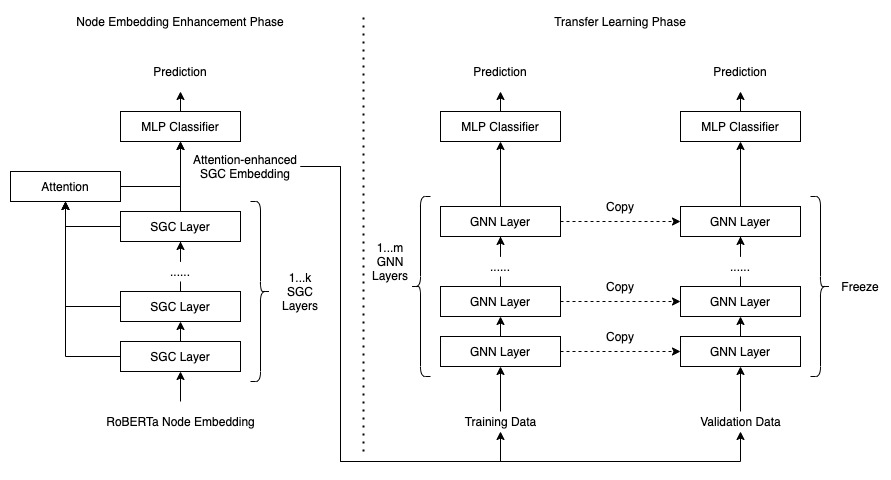 Node Embedding Enhancement Phase
Transfer Learning Phase
Prediction
MLP Classifier
Attention-enhanced
SGC Embedding
Attention
SGC Layer
......
SGC Layer
SGC Layer
1...k
SGC
Layers
RoBERTa Node Embedding
Prediction
Prediction
MLP Classifier
MLP Classifier
GNN Layer
Copy
GNN Layer
1...m
GNN
Layers
......
......
GNN Layer
Copy
GNN Layer
GNN Layer
Copy
GNN Layer
Freeze
Training Data
Validation Data